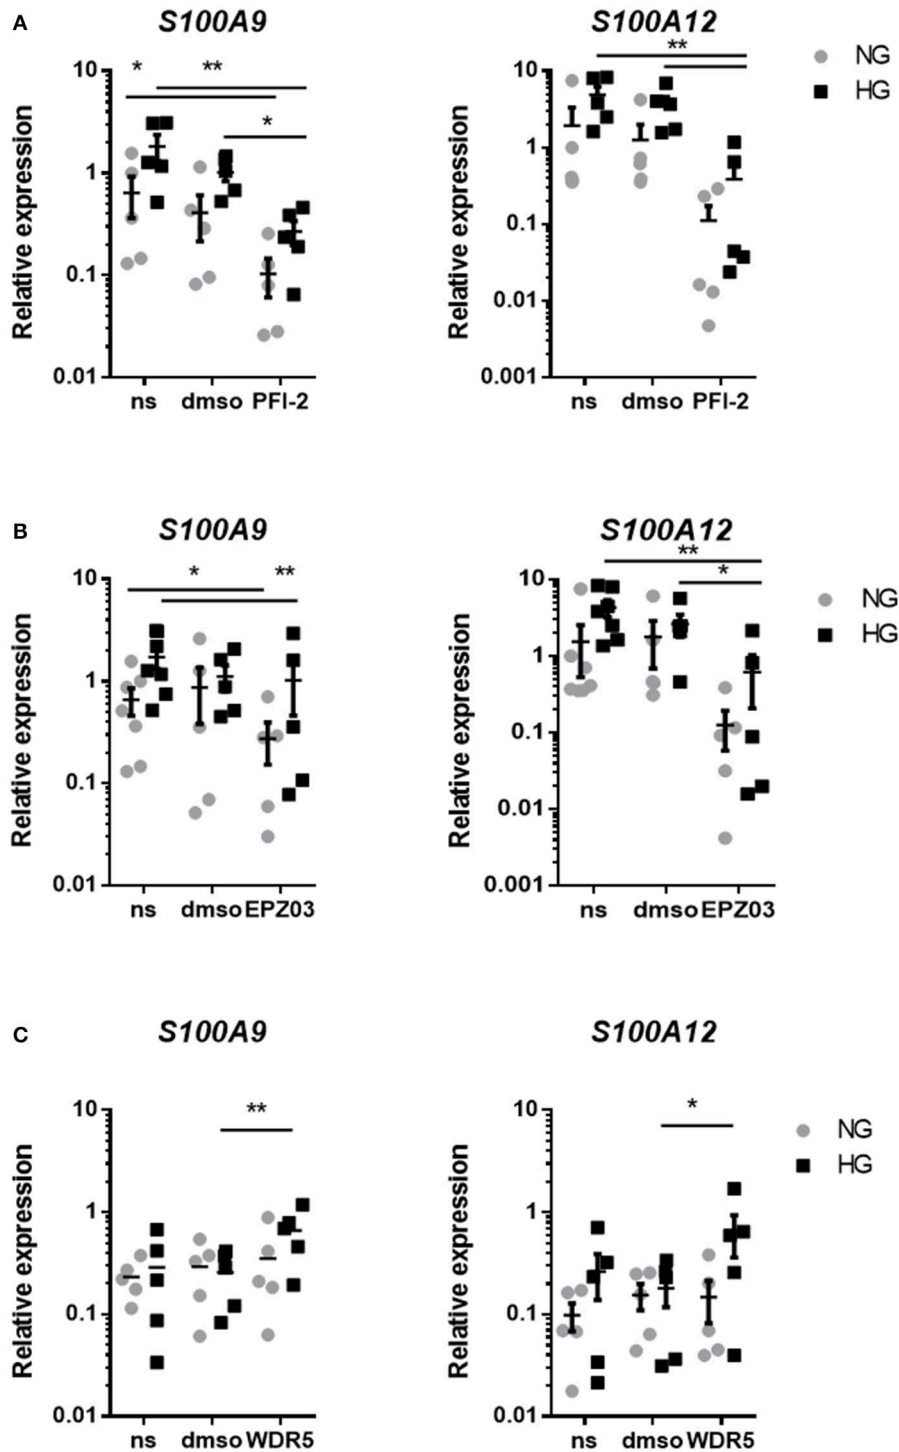 A
S100A9
S100A12
* **
*
**
NG
HG
Relative expression
10
1
0.1
0.01
ns dmso PFI-2
Relative expression
10
1
0.1
0.01
0.001
ns dmso PFI-2
B
S100A9
S100A12
* **
**
*
NG
HG
Relative expression
10
1
0.1
0.01
ns dmso EPZ03
Relative expression
10
1
0.1
0.01
0.001
ns dmso EPZ03
C
S100A9
S100A12
**
*
NG
HG
Relative expression
10
1
0.1
0.01
ns dmso WDR5
Relative expression
10
1
0.1
0.01
ns dmso WDR5